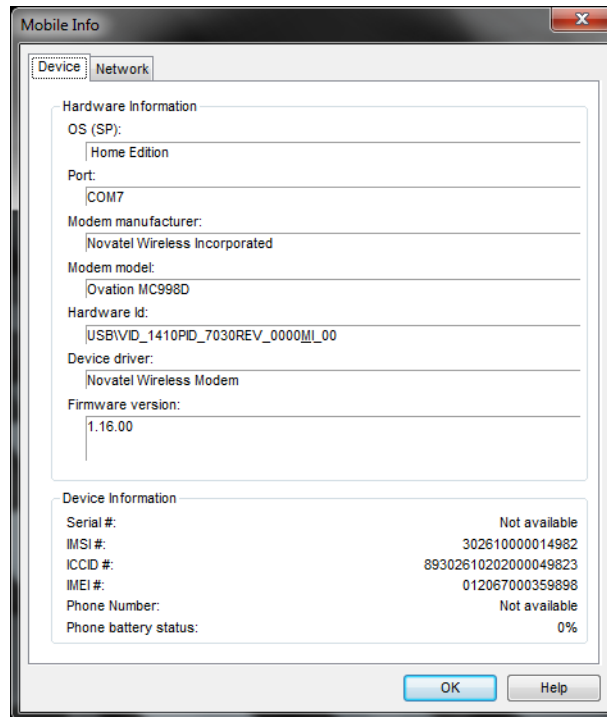 Mobile Info
Device Network
Hardware Information
OS (SP):
Home Edition
Port:
COM7
Modem manufacturer:
Novatel Wireless Incorporated
Modem model:
Ovation MC998D
Hardware Id:
USB\VID_1410PID_7030REV_0000MI_00
Device driver:
Novatel Wireless Modem
Firmware version:
1.16.00
Device Information
Serial #: Not available
IMSI #: 302610000014982
ICCID #: 89302610202000049823
IMEI #: 012067000359898
Phone Number: Not available
Phone battery status: 0%
OK Help